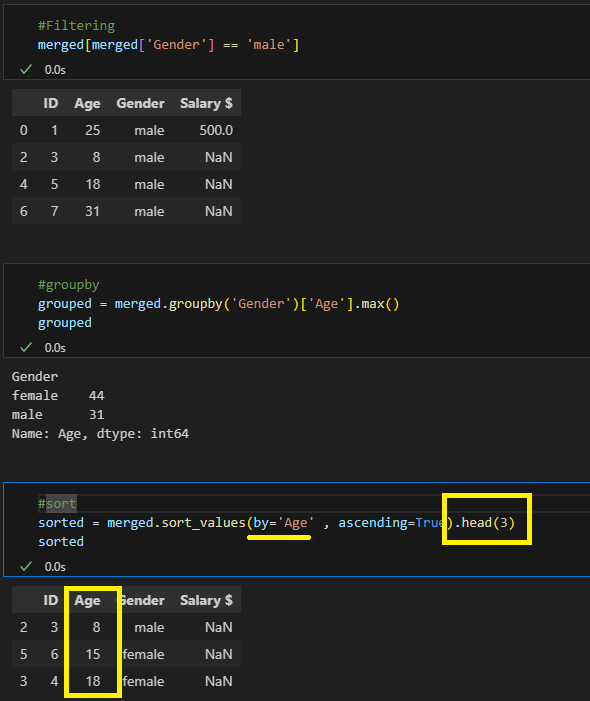 #Filtering
merged[merged['Gender'] == 'male']
0.0s
ID Age Gender Salary $
0 1 25 male 500.0
2 3 8 male NaN
4 5 18 male NaN
6 7 31 male NaN
#groupby
grouped = merged.groupby('Gender')['Age'].max()
grouped
0.0s
Gender
female 44
male 31
Name: Age, dtype: int64
#sort
sorted = merged.sort_values(by='Age' , ascending=True).head(3)
sorted
0.0s
ID Age Gender Salary $
2 3 8 male NaN
5 6 15 female NaN
3 4 18 female NaN